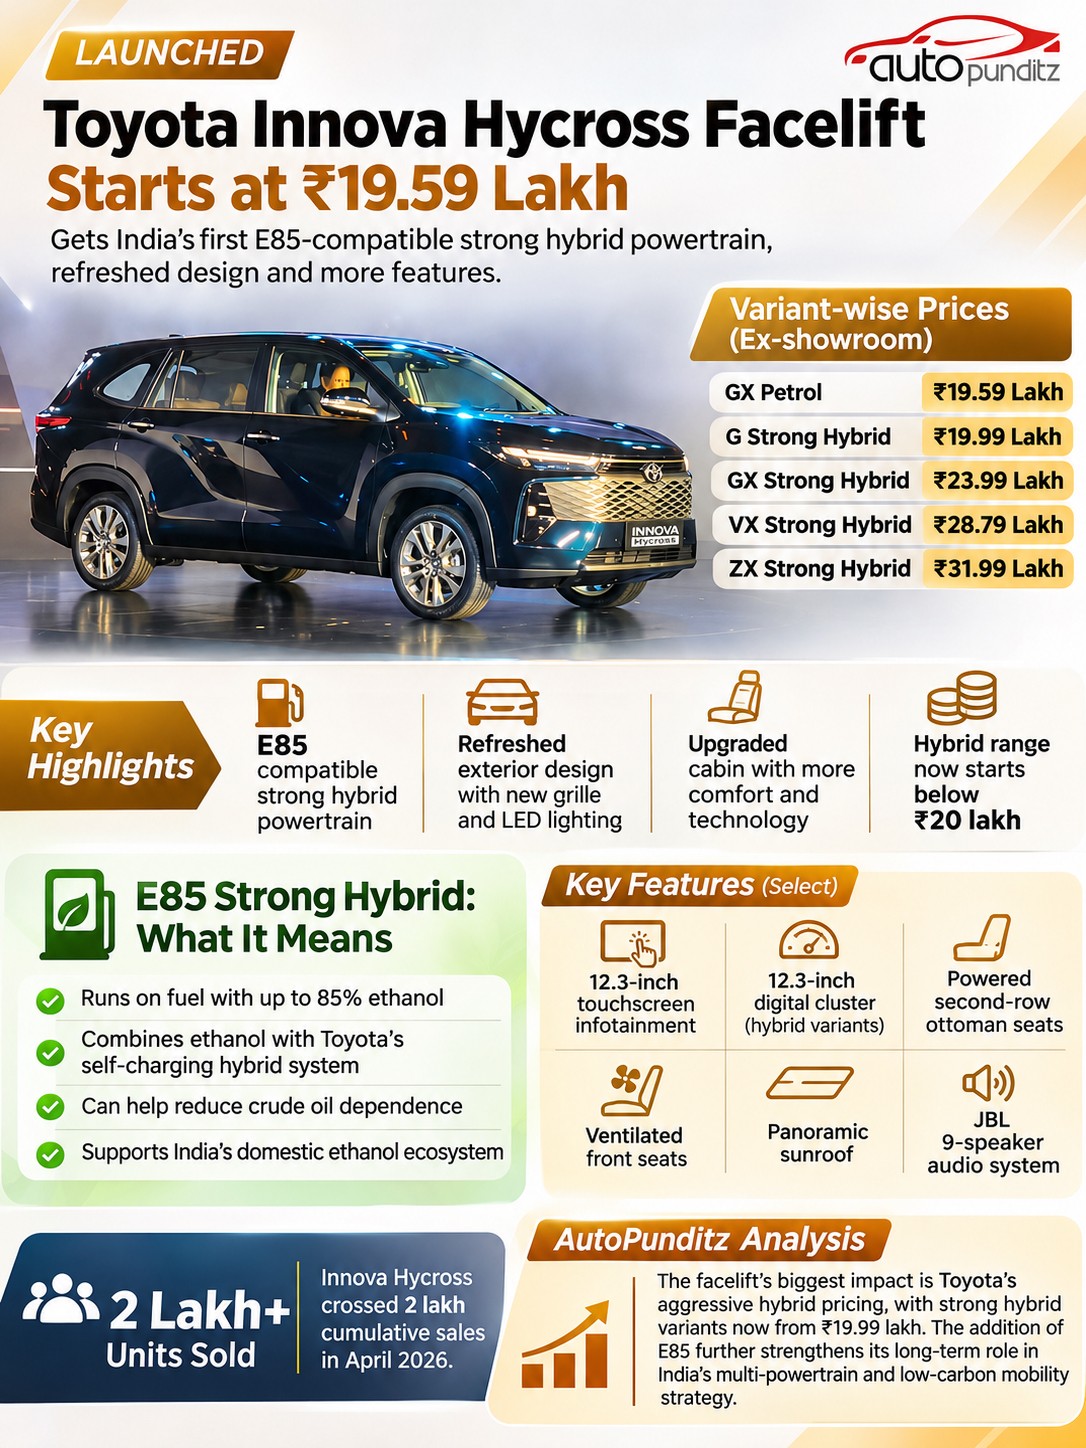 LAUNCHED
auto punditz
Toyota Innova Hycross Facelift
Starts at ₹19.59 Lakh
Gets India's first E85-compatible strong hybrid powertrain,
refreshed design and more features.
Variant-wise Prices
(Ex-showroom)
GX Petrol ₹19.59 Lakh
G Strong Hybrid ₹19.99 Lakh
GX Strong Hybrid ₹23.99 Lakh
VX Strong Hybrid ₹28.79 Lakh
ZX Strong Hybrid ₹31.99 Lakh
INNOVA
Hycross
Key
Highlights
E85
compatible
strong hybrid
powertrain
Refreshed
exterior design
with new grille
and LED lighting
Upgraded
cabin with more
comfort and
technology
Hybrid range
now starts
below
₹20 lakh
E85 Strong Hybrid:
What It Means
Runs on fuel with up to 85% ethanol
Combines ethanol with Toyota's
self-charging hybrid system
Can help reduce crude oil dependence
Supports India's domestic ethanol ecosystem
Key Features (Select)
12.3-inch
touchscreen
infotainment
12.3-inch
digital cluster
(hybrid variants)
Powered
second-row
ottoman seats
Ventilated
front seats
Panoramic
sunroof
JBL
9-speaker
audio system
2 Lakh+
Units Sold
Innova Hycross
crossed 2 lakh
cumulative sales
in April 2026.
AutoPunditz Analysis
The facelift's biggest impact is Toyota's
aggressive hybrid pricing, with strong hybrid
variants now from ₹19.99 lakh. The addition of
E85 further strengthens its long-term role in
India's multi-powertrain and low-carbon mobility
strategy.